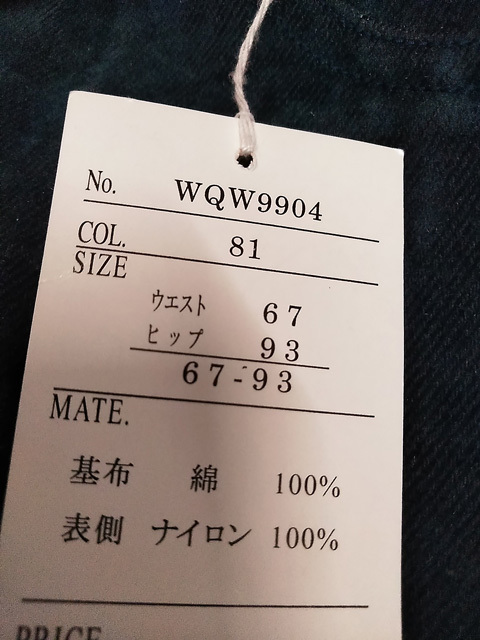 No. WQW9904
COL. 81
SIZE
ウエスト 67
ヒップ 93
67-93
MATE.
基布 綿 100%
表側 ナイロン 100%
PRICE